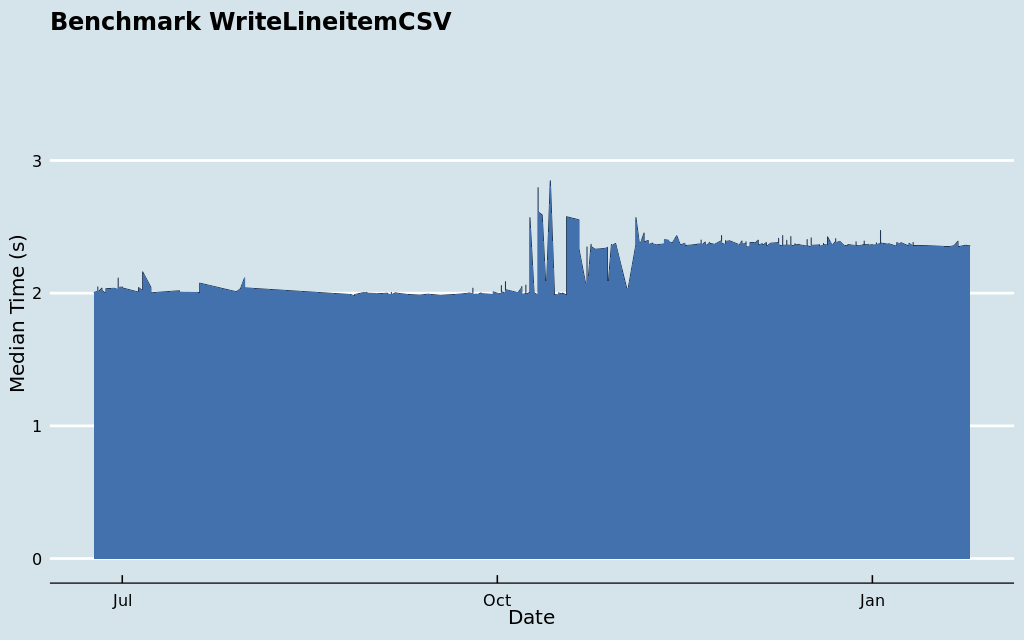 Benchmark WriteLineitemCSV
3
2
1
0
Median Time (s)
Jul
Oct
Jan
Date